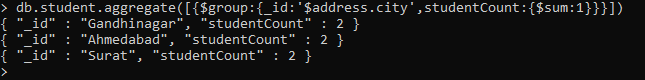 > db.student.aggregate([{$group:{_id:'$address.city',studentCount:{$sum:1}}}])
{ "_id" : "Gandhinagar", "studentCount" : 2 }
{ "_id" : "Ahmedabad", "studentCount" : 2 }
{ "_id" : "Surat", "studentCount" : 2 }
>